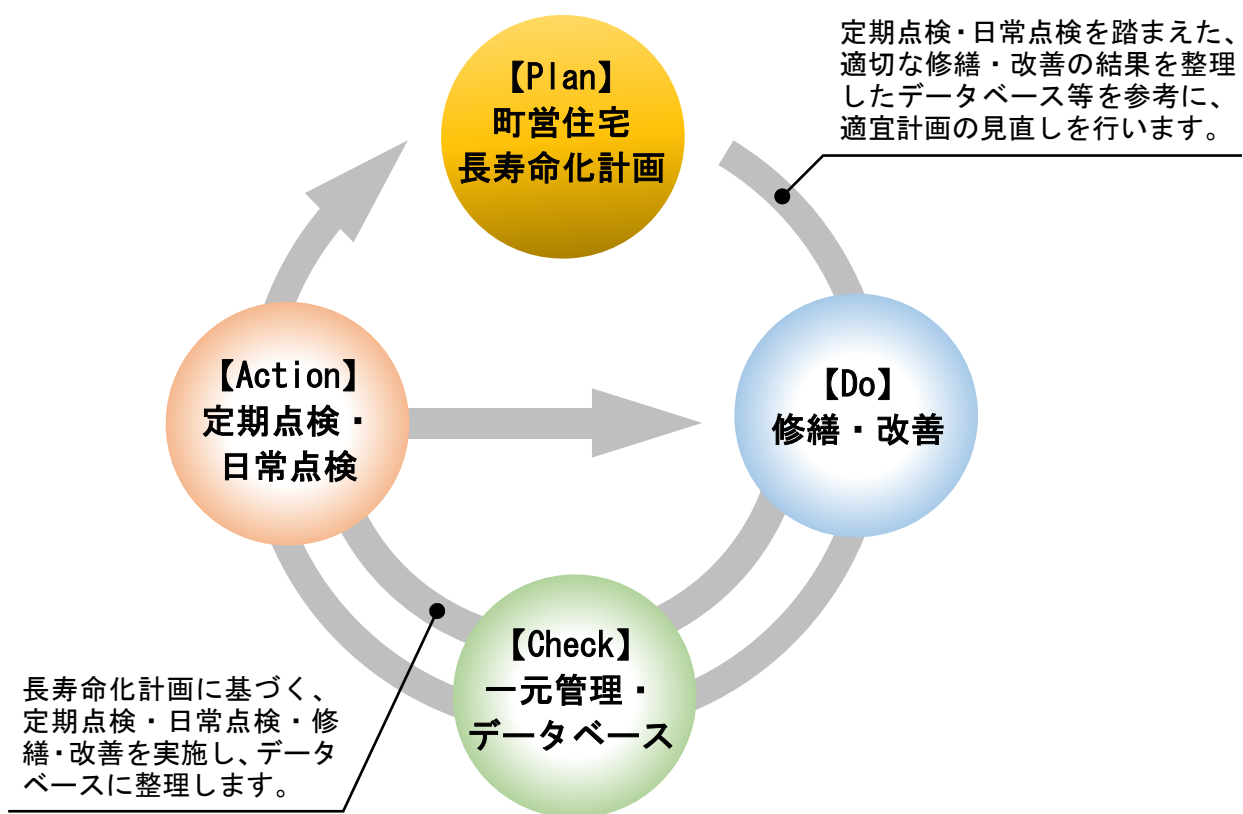 【Plan】
町営住宅
長寿命化計画
定期点検・日常点検を踏まえた、
適切な修繕・改善の結果を整理
したデータベース等を参考に、
適宜計画の見直しを行います。
【Action】
定期点検・
日常点検
【Do】
修繕・改善
【Check】
一元管理・
データベース
長寿命化計画に基づく、
定期点検・日常点検・修
繕・改善を実施し、データ
ベースに整理します。